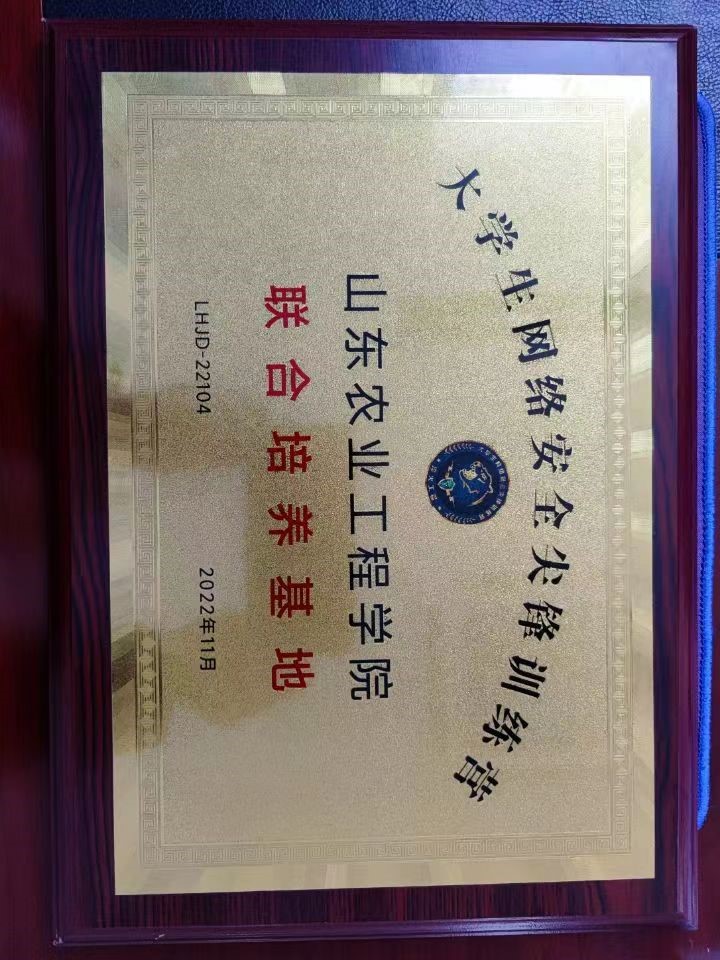 大学生网络安全尖锋训练营
山东农业工程学院
联合培养基地
LHJD-22104
2022年11月